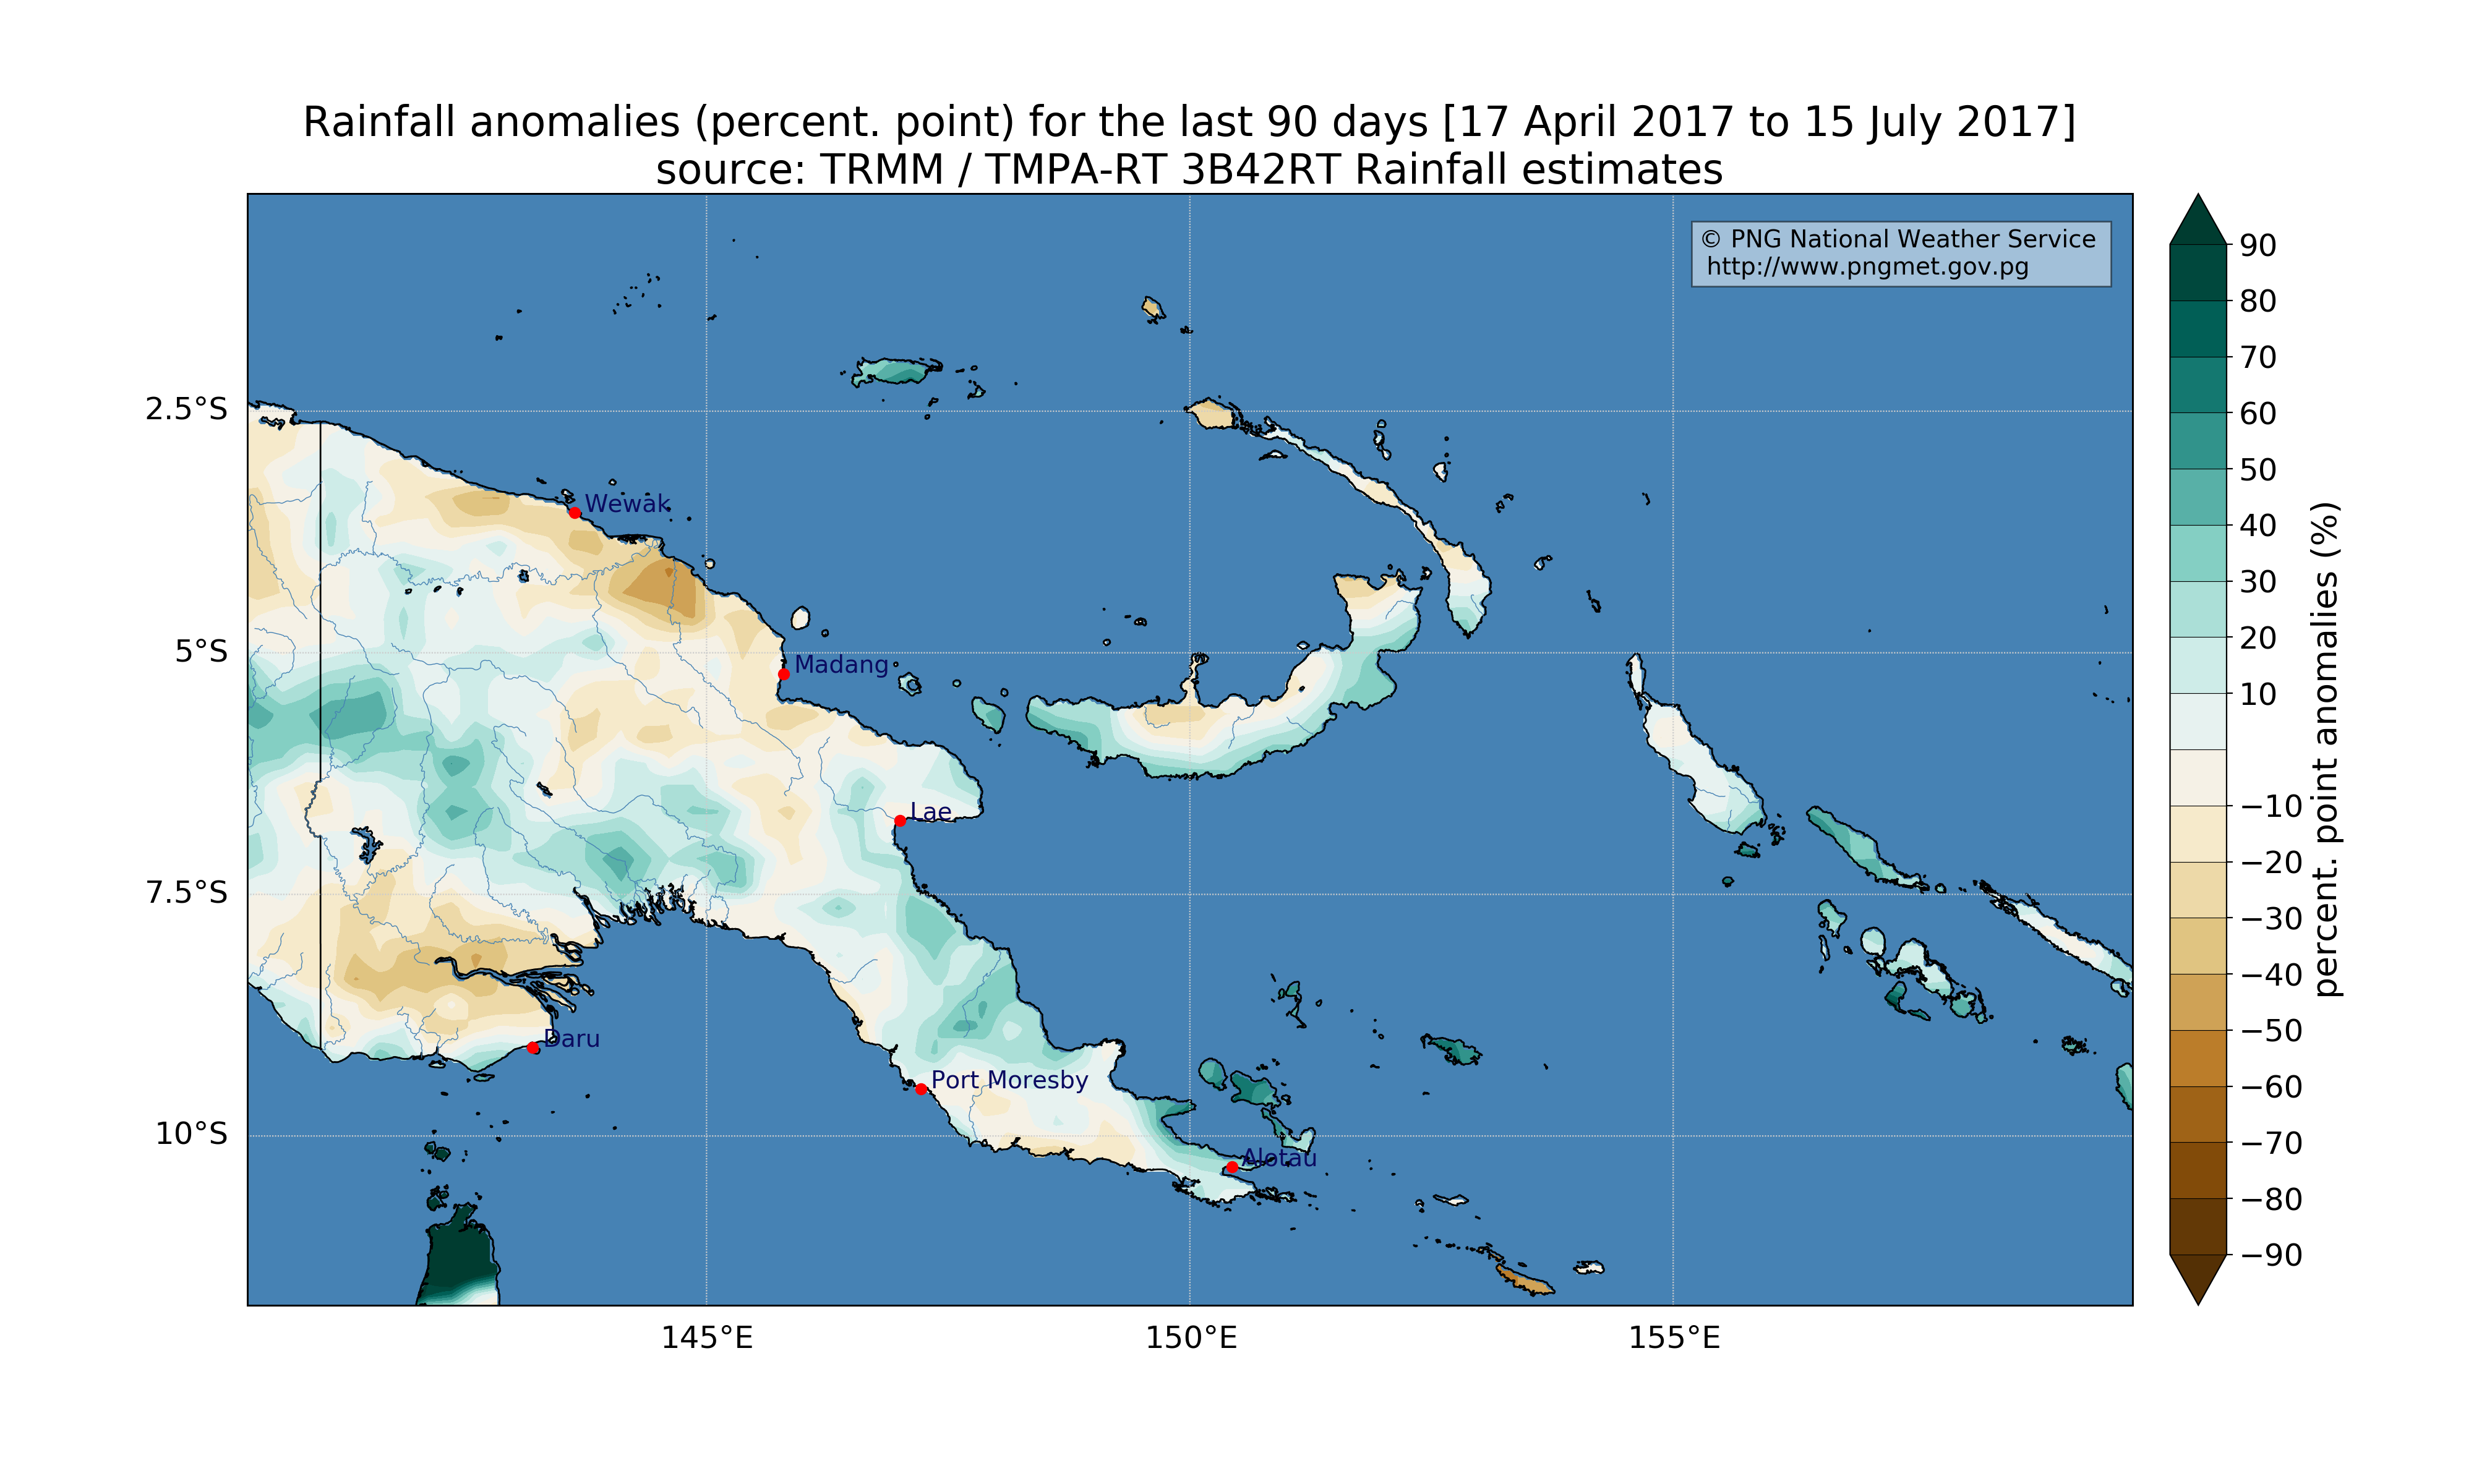 Rainfall anomalies (percent. point) for the last 90 days [17 April 2017 to 15 July 2017]
source: TRMM / TMPA-RT 3B42RT Rainfall estimates
© PNG National Weather Service
http://www.pngmet.gov.pg
2.5°S
5°S
7.5°S
10°S
Wewak
Madang
Lae
Daru
Port Moresby
Alotau
145°E
150°E
155°E
90
80
70
60
50
40
30
20
10
−10
−20
−30
−40
−50
−60
−70
−80
−90
percent. point anomalies (%)